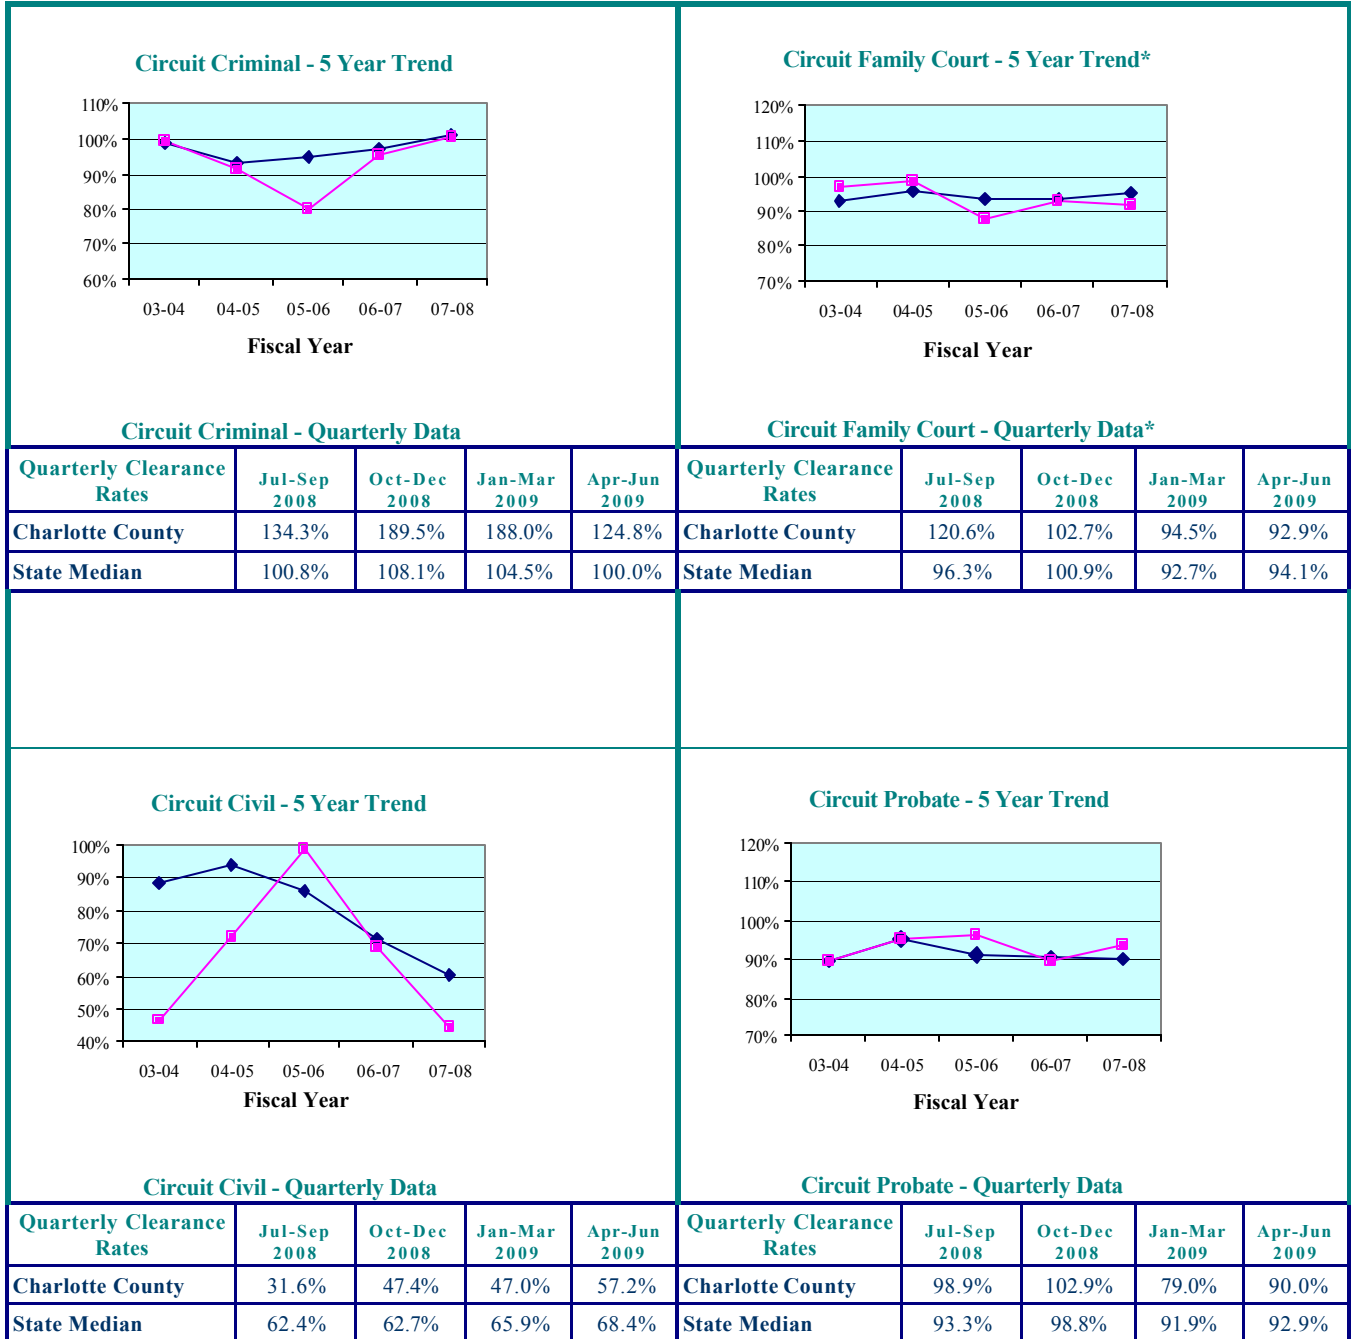 Circuit Criminal - 5 Year Trend
110%
100%
90%
80%
70%
60%
03-04 04-05 05-06 06-07 07-08
Fiscal Year
Circuit Criminal - Quarterly Data
Quarterly Clearance Rates Jul-Sep 2008 Oct-Dec 2008 Jan-Mar 2009 Apr-Jun 2009
Charlotte County 134.3% 189.5% 188.0% 124.8%
State Median 100.8% 108.1% 104.5% 100.0%
Circuit Family Court - 5 Year Trend*
120%
110%
100%
90%
80%
70%
03-04 04-05 05-06 06-07 07-08
Fiscal Year
Circuit Family Court - Quarterly Data*
Quarterly Clearance Rates Jul-Sep 2008 Oct-Dec 2008 Jan-Mar 2009 Apr-Jun 2009
Charlotte County 120.6% 102.7% 94.5% 92.9%
State Median 96.3% 100.9% 92.7% 94.1%
Circuit Civil - 5 Year Trend
100%
90%
80%
70%
60%
50%
40%
03-04 04-05 05-06 06-07 07-08
Fiscal Year
Circuit Civil - Quarterly Data
Quarterly Clearance Rates Jul-Sep 2008 Oct-Dec 2008 Jan-Mar 2009 Apr-Jun 2009
Charlotte County 31.6% 47.4% 47.0% 57.2%
State Median 62.4% 62.7% 65.9% 68.4%
Circuit Probate - 5 Year Trend
120%
110%
100%
90%
80%
70%
03-04 04-05 05-06 06-07 07-08
Fiscal Year
Circuit Probate - Quarterly Data
Quarterly Clearance Rates Jul-Sep 2008 Oct-Dec 2008 Jan-Mar 2009 Apr-Jun 2009
Charlotte County 98.9% 102.9% 79.0% 90.0%
State Median 93.3% 98.8% 91.9% 92.9%